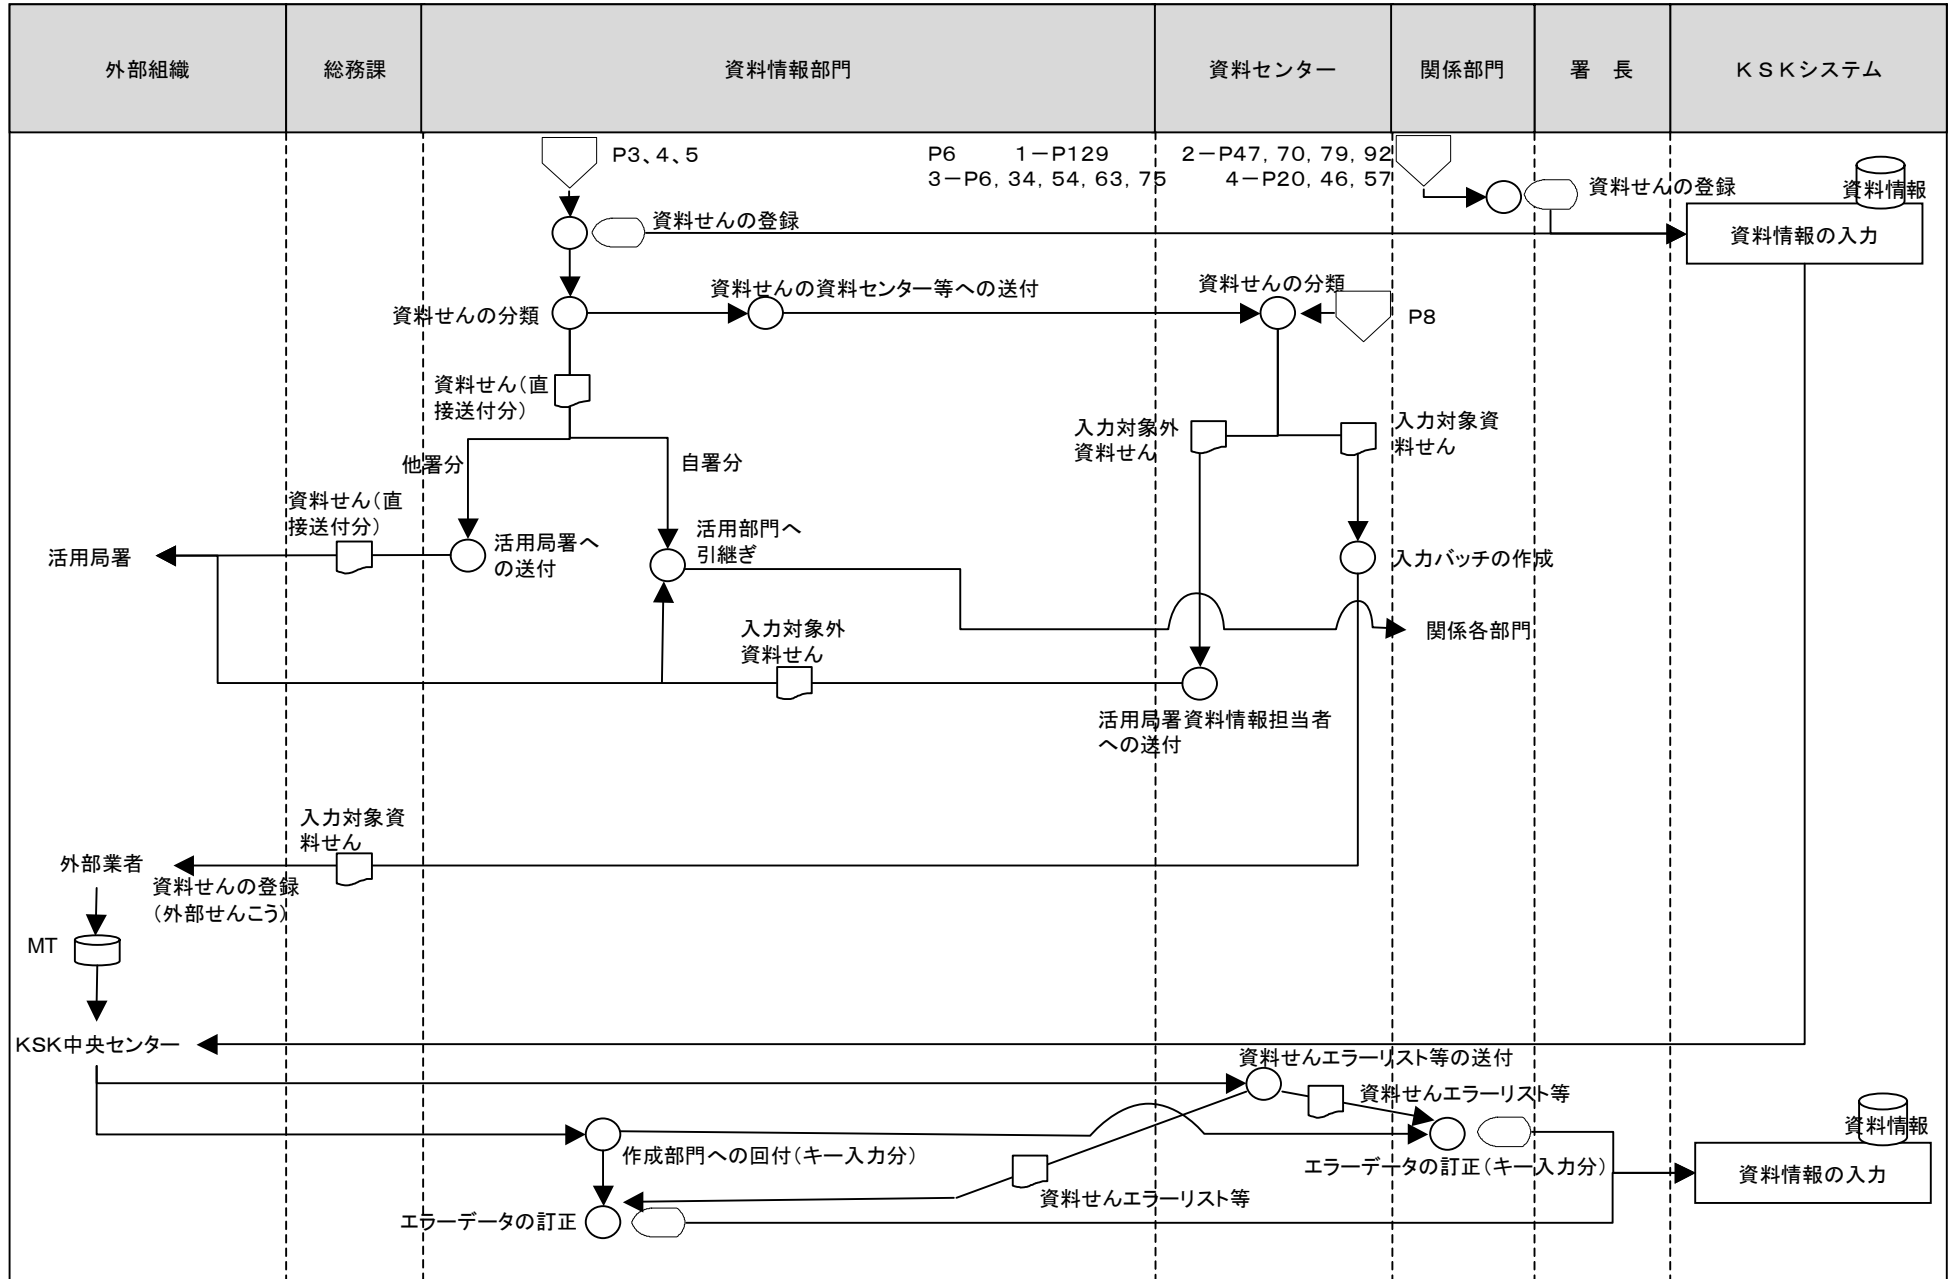 外部組織
総務課
資料情報部門
資料センター
関係部門
署　長
ＫＳＫシステム
P3、4、5
P6　1－P129　2－P47, 70, 79, 92
3－P6, 34, 54, 63, 75　4－P20, 46, 57
資料せんの登録
資料情報
資料せんの登録
資料情報の入力
資料せんの分類
資料せんの資料センター等への送付
資料せんの分類
P8
資料せん（直
接送付分）
入力対象外
資料せん
入力対象資
料せん
他署分
自署分
資料せん（直
接送付分）
活用局署
活用局署へ
の送付
活用部門へ
引継ぎ
入力バッチの作成
入力対象外
資料せん
関係各部門
活用局署資料情報担当者
への送付
入力対象資
料せん
外部業者
資料せんの登録
（外部せんこう）
MT
KSK中央センター
資料せんエラーリスト等の送付
資料せんエラーリスト等
資料情報
作成部門への回付（キー入力分）
エラーデータの訂正（キー入力分）
資料情報の入力
資料せんエラーリスト等
エラーデータの訂正